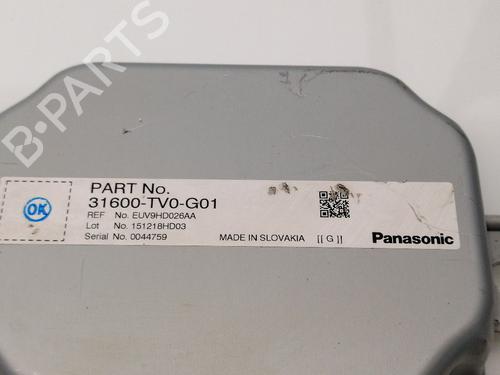 B-PARTS
OK
PART No.
31600-TV0-G01
REF No. EUV9HD026AA
Lot No. 151218HD03
Serial No. 0044759
MADE IN SLOVAKIA [[ G ]]
Panasonic